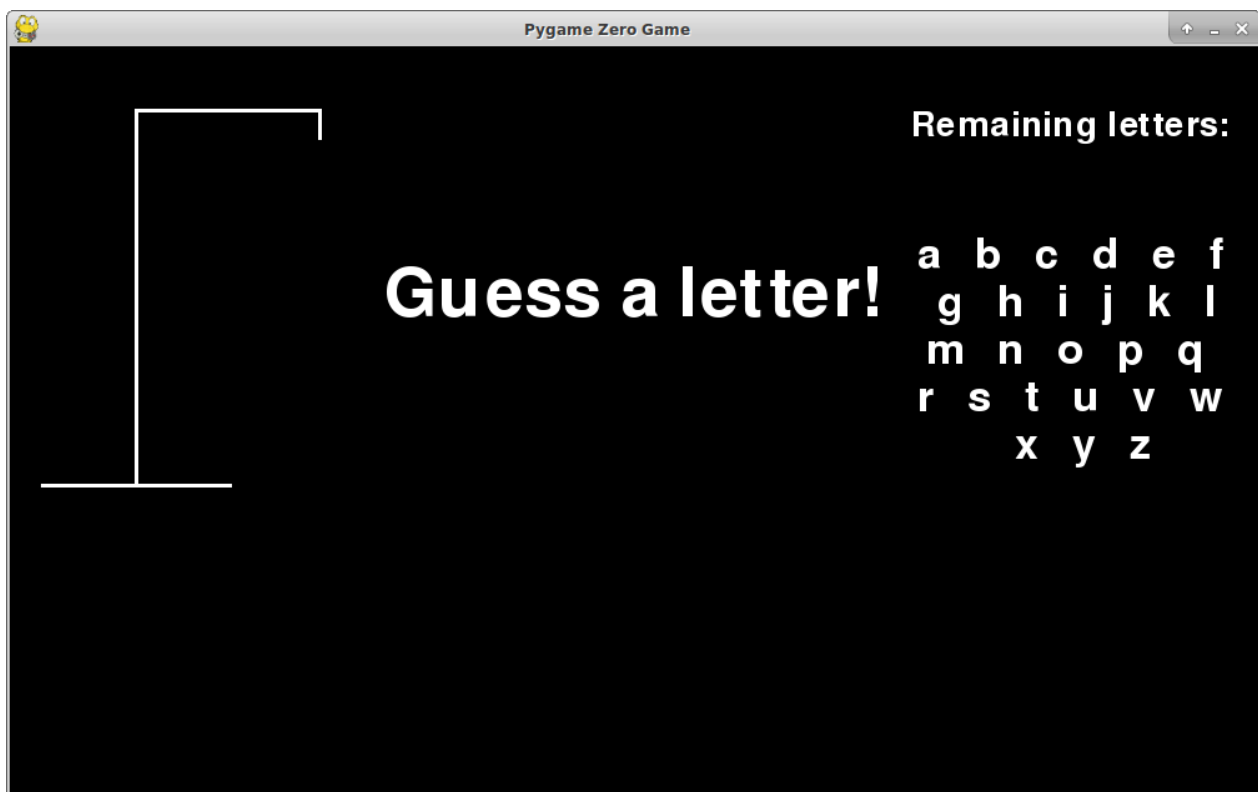 Pygame Zero Game
Remaining letters:
Guess a letter!
a b c d e f
g h i j k l
m n o p q
r s t u v w
x y z